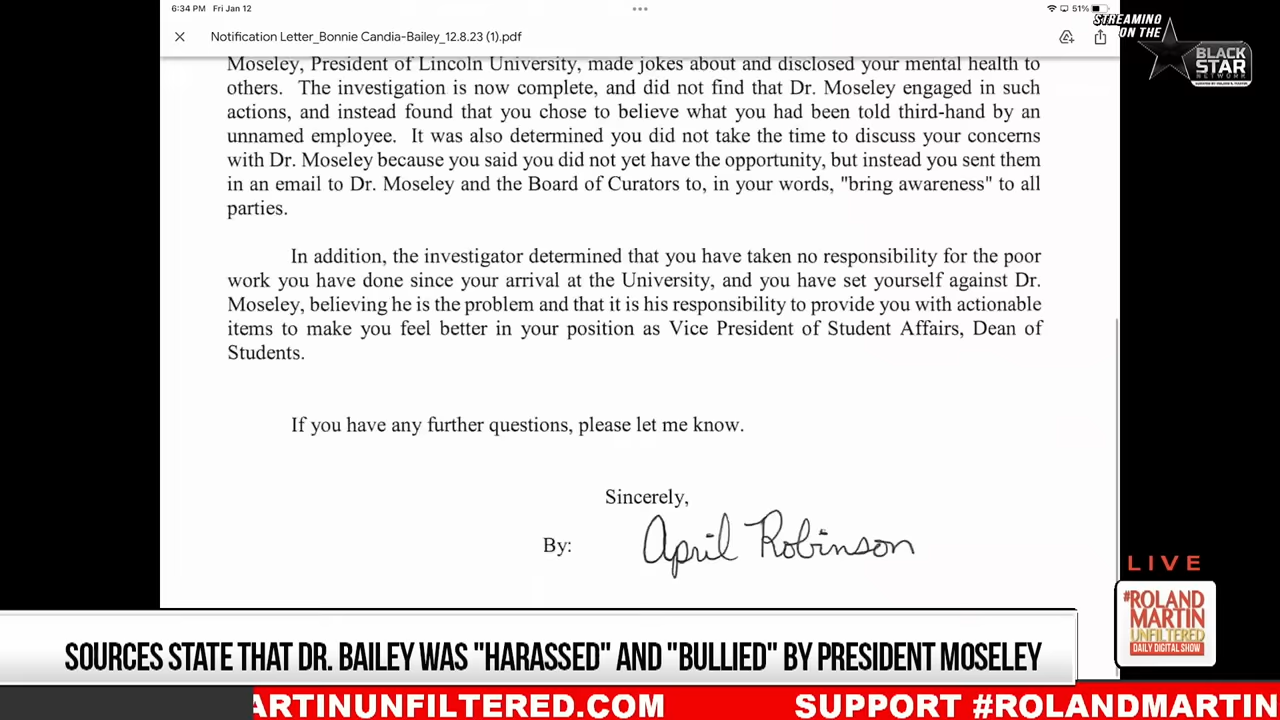 6:34 PM Fri Jan 12
51%
Notification Letter_Bonnie Candia-Bailey_12.8.23 (1).pdf
STREAMING
ON THE
BLACK
STAR
NETWORK
Moseley, President of Lincoln University, made jokes about and disclosed your mental health to
others. The investigation is now complete, and did not find that Dr. Moseley engaged in such
actions, and instead found that you chose to believe what you had been told third-hand by an
unnamed employee. It was also determined you did not take the time to discuss your concerns
with Dr. Moseley because you said you did not yet have the opportunity, but instead you sent them
in an email to Dr. Moseley and the Board of Curators to, in your words, "bring awareness" to all
parties.
In addition, the investigator determined that you have taken no responsibility for the poor
work you have done since your arrival at the University, and you have set yourself against Dr.
Moseley, believing he is the problem and that it is his responsibility to provide you with actionable
items to make you feel better in your position as Vice President of Student Affairs, Dean of
Students.
If you have any further questions, please let me know.
Sincerely,
By: April Robinson
LIVE
#ROLAND
MARTIN
UNFILTERED
DAILY DIGITAL SHOW
SOURCES STATE THAT DR. BAILEY WAS "HARASSED" AND "BULLIED" BY PRESIDENT MOSELEY
ARTINUNFILTERED.COM SUPPORT #ROLANDMARTIN